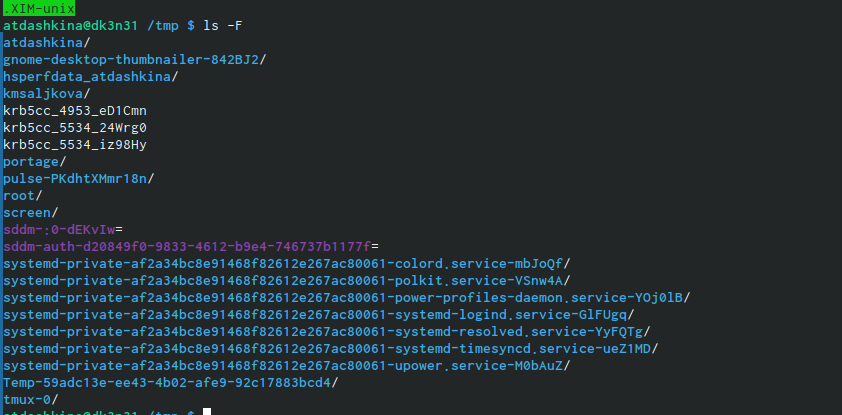 .XIM-unix
atdashkina@dk3n31 /tmp $ ls -F
atdashkina/
gnome-desktop-thumbnailer-842BJ2/
hsperfdata_atdashkina/
kmsaljkova/
krb5cc_4953_eD1Cmn
krb5cc_5534_24Wrg0
krb5cc_5534_iz98Hy
portage/
pulse-PKdhtXMmr18n/
root/
screen/
sddm-:0-dEKvIw=
sddm-auth-d20849f0-9833-4612-b9e4-746737b1177f=
systemd-private-af2a34bc8e91468f82612e267ac80061-colord.service-mbJoQf/
systemd-private-af2a34bc8e91468f82612e267ac80061-polkit.service-VSnw4A/
systemd-private-af2a34bc8e91468f82612e267ac80061-power-profiles-daemon.service-YOj0lB/
systemd-private-af2a34bc8e91468f82612e267ac80061-systemd-logind.service-GlFUgq/
systemd-private-af2a34bc8e91468f82612e267ac80061-systemd-resolved.service-YyFQTg/
systemd-private-af2a34bc8e91468f82612e267ac80061-systemd-timesyncd.service-ueZ1MD/
systemd-private-af2a34bc8e91468f82612e267ac80061-upower.service-M0bAuZ/
Temp-59adc13e-ee43-4b02-afe9-92c17883bcd4/
tmux-0/
atdashkina@dk3n31 /tmp $